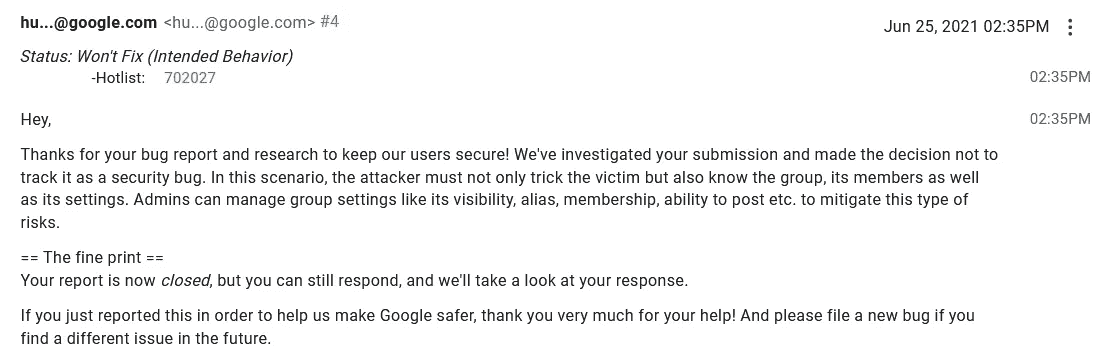 hu...@google.com <hu...@google.com> #4
Jun 25, 2021 02:35PM
Status: Won't Fix (Intended Behavior)
-Hotlist: 702027
02:35PM
Hey,
02:35PM
Thanks for your bug report and research to keep our users secure! We've investigated your submission and made the decision not to
track it as a security bug. In this scenario, the attacker must not only trick the victim but also know the group, its members as well
as its settings. Admins can manage group settings like its visibility, alias, membership, ability to post etc. to mitigate this type of
risks.
== The fine print ==
Your report is now closed, but you can still respond, and we'll take a look at your response.
If you just reported this in order to help us make Google safer, thank you very much for your help! And please file a new bug if you
find a different issue in the future.